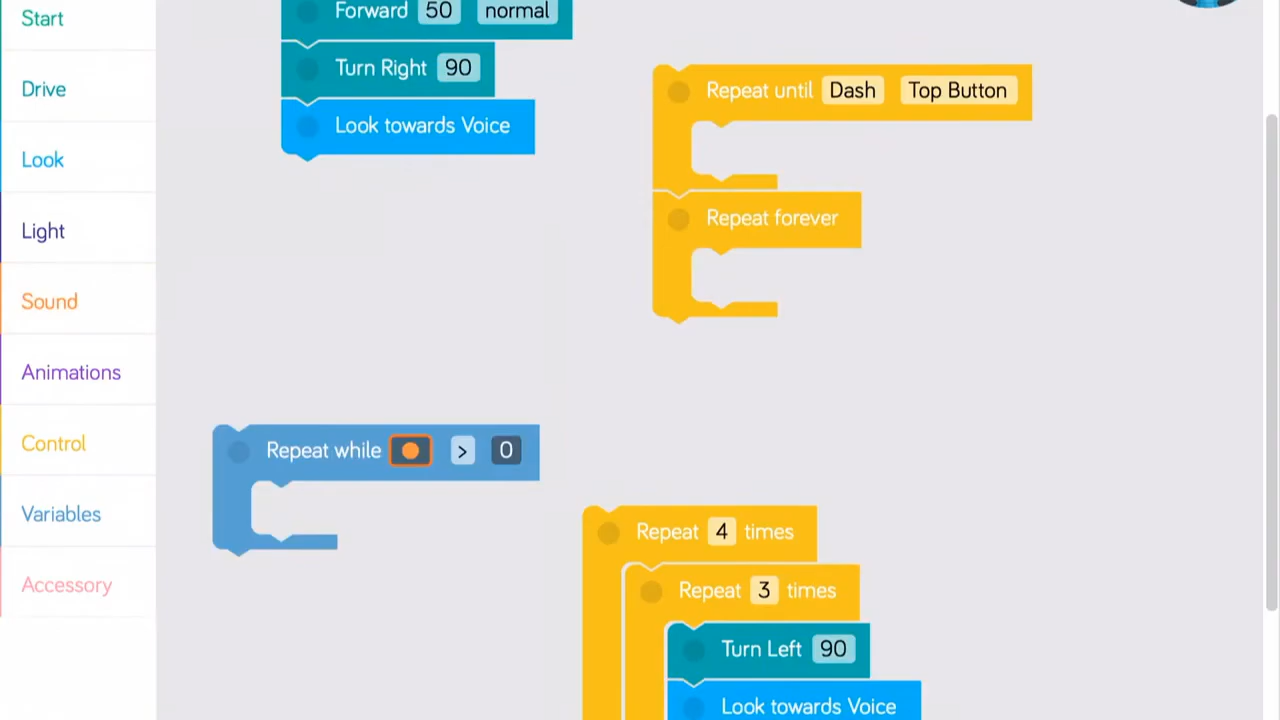 Start
Drive
Look
Light
Sound
Animations
Control
Variables
Accessory
Forward 50 normal
Turn Right 90
Look towards Voice
Repeat until Dash Top Button
Repeat forever
Repeat while > 0
Repeat 4 times
Repeat 3 times
Turn Left 90
Look towards Voice